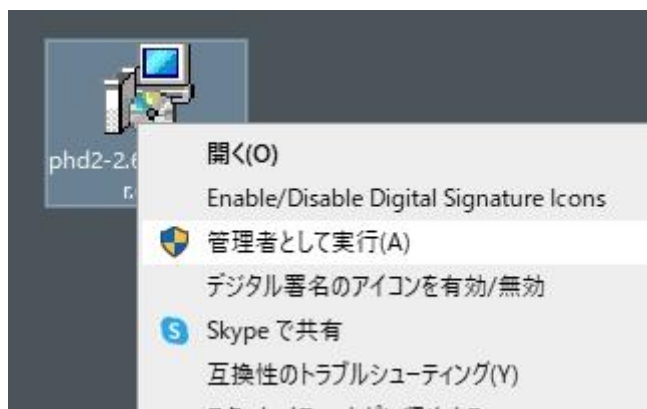 phd2-2.6
r.
開く(O)
Enable/Disable Digital Signature Icons
管理者として実行(A)
デジタル署名のアイコンを有効/無効
Skype で共有
互換性のトラブルシューティング(Y)